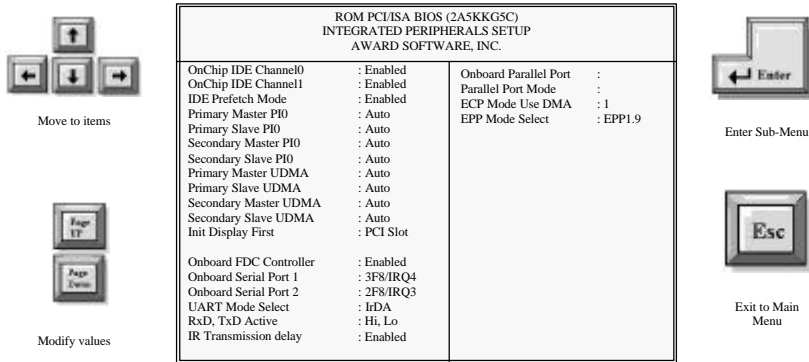 ROM PCI/ISA BIOS (2A5KKG5C)
INTEGRATED PERIPHERALS SETUP
AWARD SOFTWARE, INC.
Move to items
Page UP
Page Down
Modify values
OnChip IDE Channel0 : Enabled
OnChip IDE Channel1 : Enabled
IDE Prefetch Mode : Enabled
Primary Master PI0 : Auto
Primary Slave PI0 : Auto
Secondary Master PI0 : Auto
Secondary Slave PI0 : Auto
Primary Master UDMA : Auto
Primary Slave UDMA : Auto
Secondary Master UDMA : Auto
Secondary Slave UDMA : Auto
Init Display First : PCI Slot
Onboard FDC Controller : Enabled
Onboard Serial Port 1 : 3F8/IRQ4
Onboard Serial Port 2 : 2F8/IRQ3
UART Mode Select : IrDA
RxD, TxD Active : Hi, Lo
IR Transmission delay : Enabled
Onboard Parallel Port :
Parallel Port Mode :
ECP Mode Use DMA : 1
EPP Mode Select : EPP1.9
Enter
Enter Sub-Menu
Esc
Exit to Main
Menu